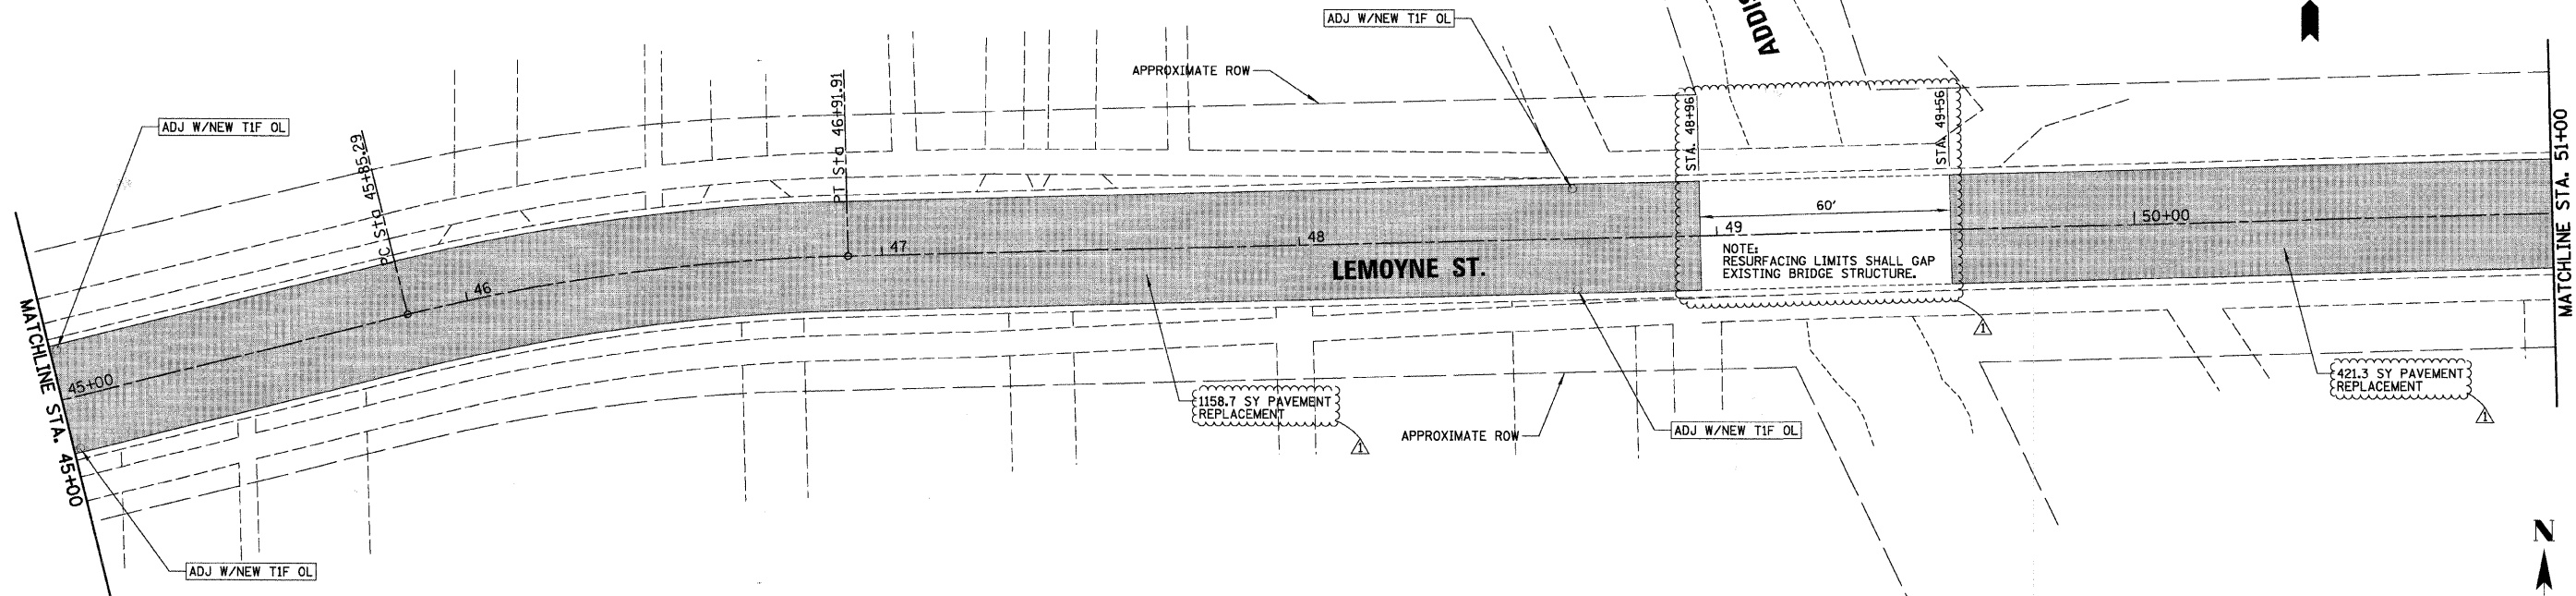 ADJ W/NEW T1F OL
ADDIS
APPROXIMATE ROW
ADJ W/NEW T1F OL
PC Sta 45+85.29
PT Sta 46+91.91
STA. 48+96
STA. 49+56
MATCHLINE STA. 51+00
60'
50+00
49
48
47
46
45+00
NOTE:
RESURFACING LIMITS SHALL GAP
EXISTING BRIDGE STRUCTURE.
LEMOYNE ST.
MATCHLINE STA. 45+00
1158.7 SY PAVEMENT
REPLACEMENT
1
APPROXIMATE ROW
ADJ W/NEW T1F OL
1
421.3 SY PAVEMENT
REPLACEMENT
1
ADJ W/NEW T1F OL
N